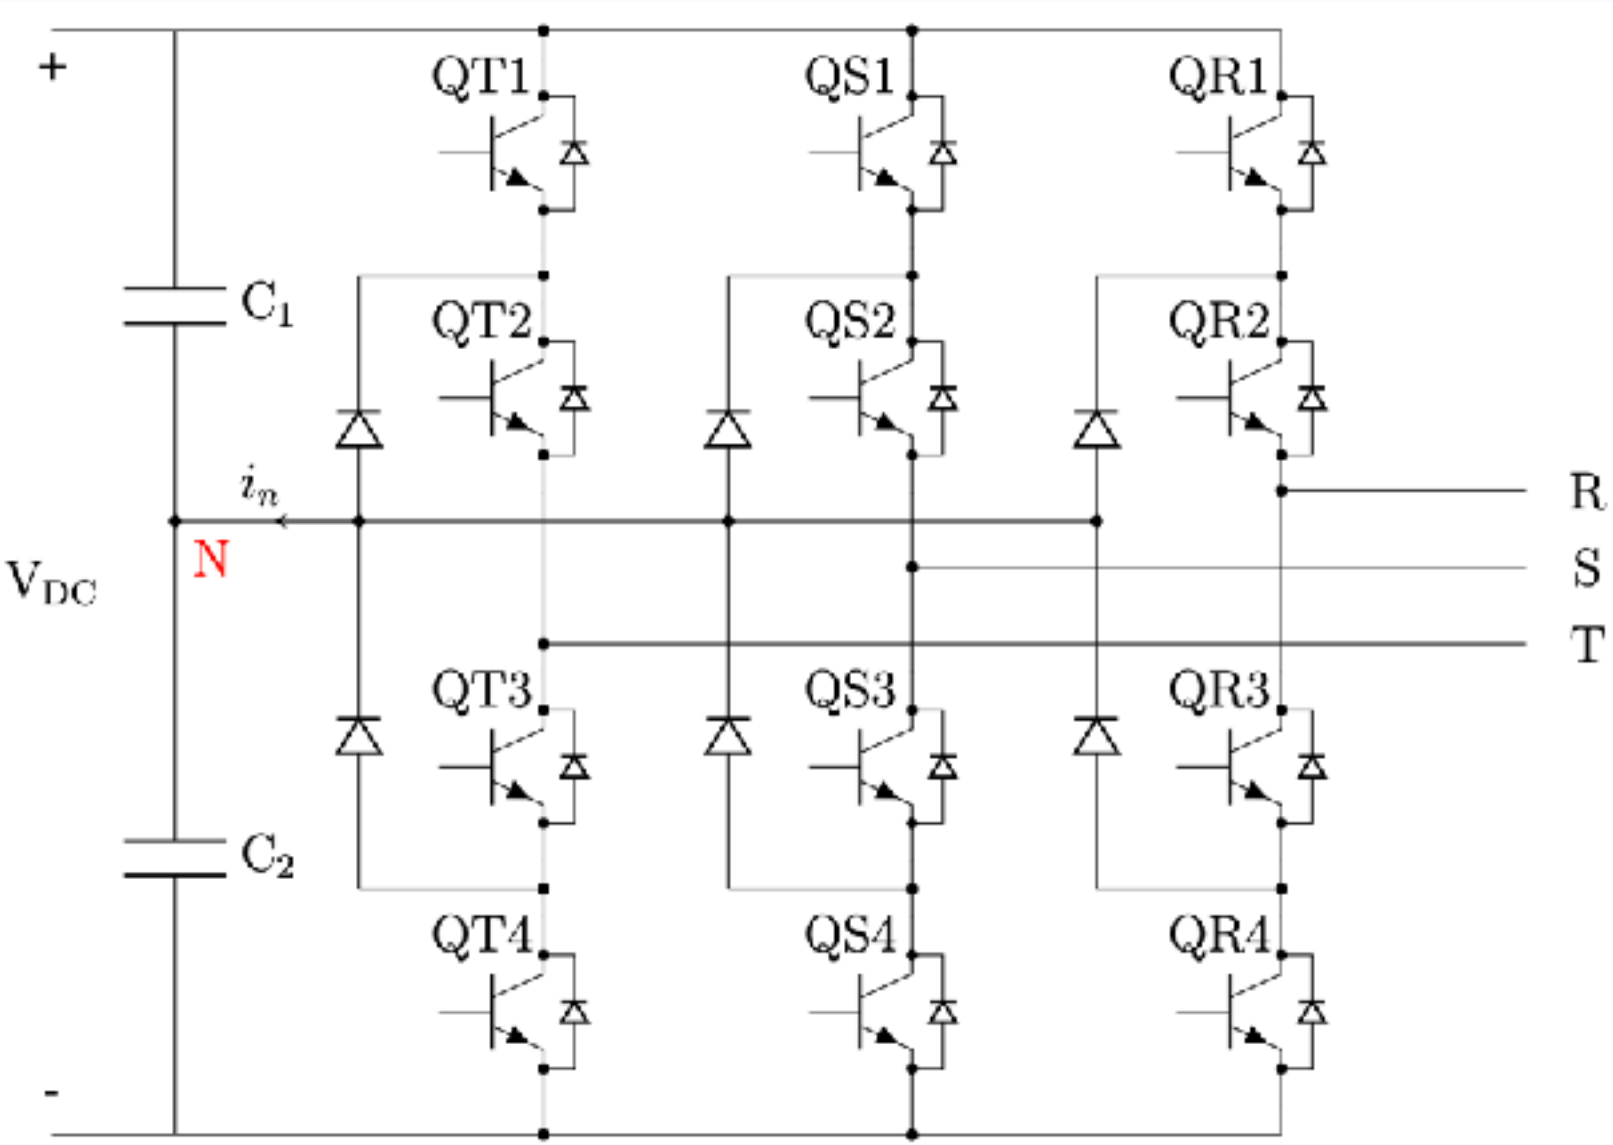 +
QT1 QS1 QR1
C1
QT2 QS2 QR2
in
R
N
S
VDC
T
QT3 QS3 QR3
C2
QT4 QS4 QR4
-